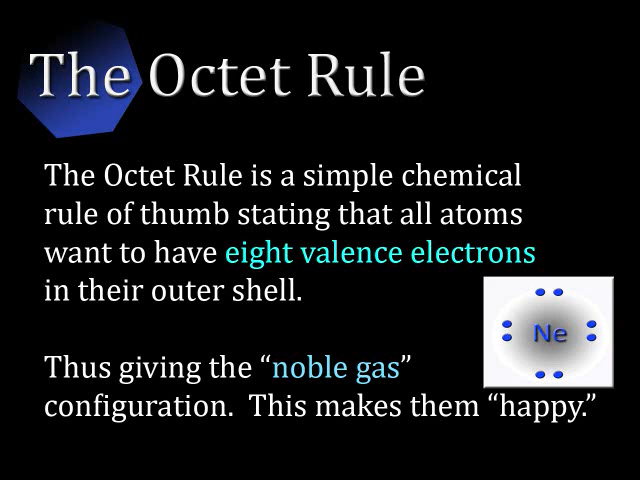 The Octet Rule
The Octet Rule is a simple chemical
rule of thumb stating that all atoms
want to have eight valence electrons
in their outer shell.
Ne
Thus giving the “noble gas”
configuration.  This makes them “happy.”